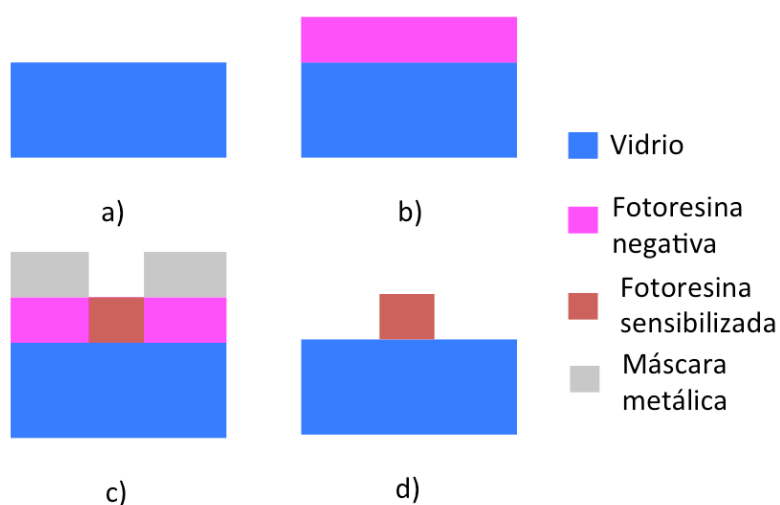 a)
b)
c)
d)
Vidrio
Fotoresina
negativa
Fotoresina
sensibilizada
Máscara
metálica